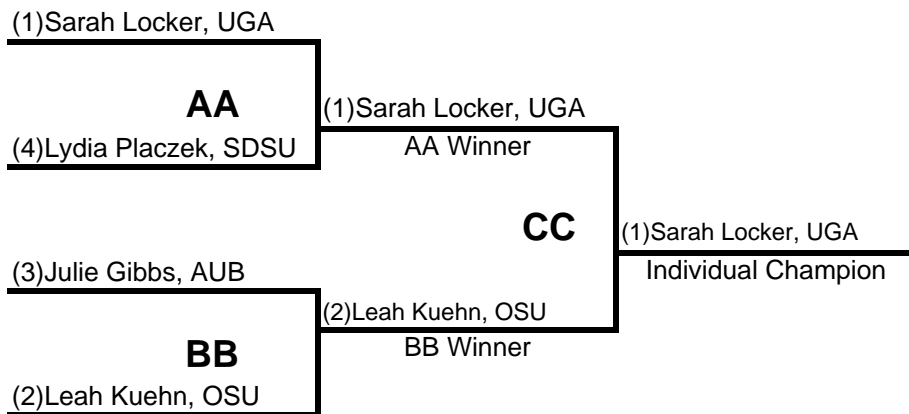 (1)Sarah Locker, UGA
AA
(1)Sarah Locker, UGA
(4)Lydia Placzek, SDSU
AA Winner
CC
(1)Sarah Locker, UGA
(3)Julie Gibbs, AUB
Individual Champion
(2)Leah Kuehn, OSU
BB
BB Winner
(2)Leah Kuehn, OSU